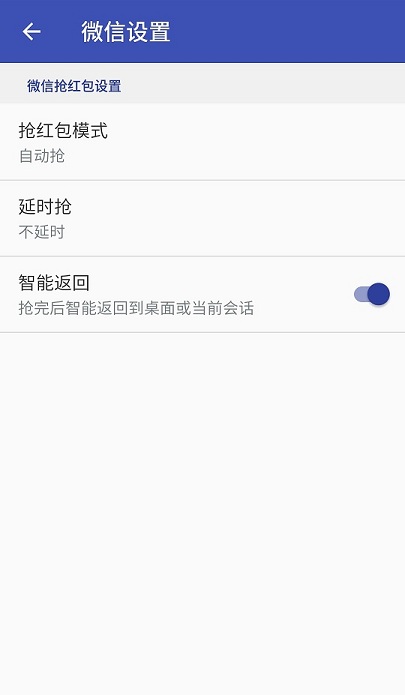 微信设置
微信抢红包设置
抢红包模式
自动抢
延时抢
不延时
智能返回
抢完后智能返回到桌面或当前会话